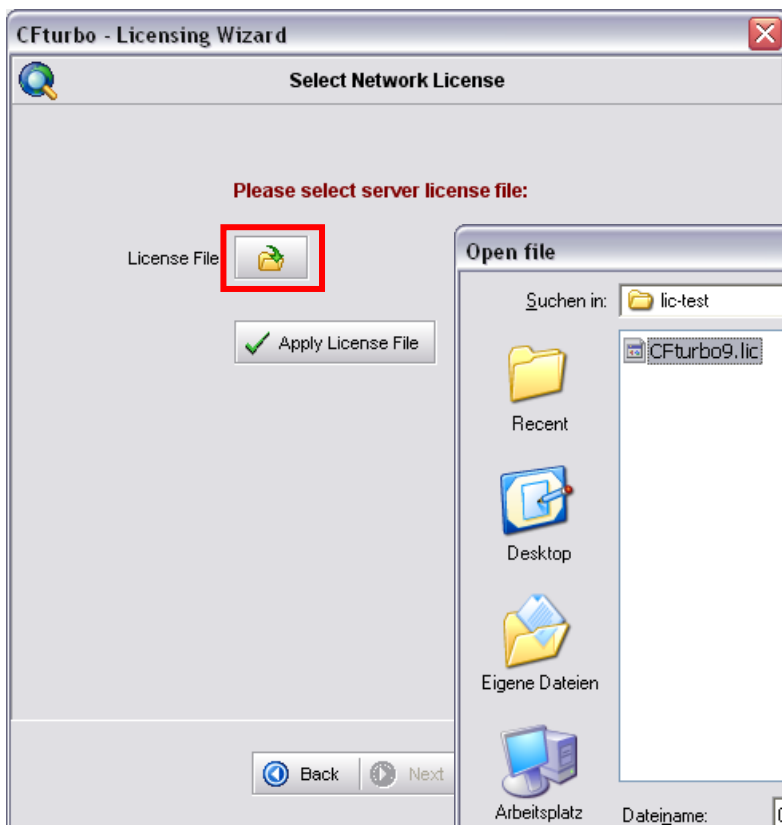 CFturbo - Licensing Wizard
Select Network License
Please select server license file:
License File
Apply License File
Back
Next
Open file
Suchen in:
lic-test
CFturbo9.lic
Recent
Desktop
Eigene Dateien
Arbeitsplatz
Dateiname: